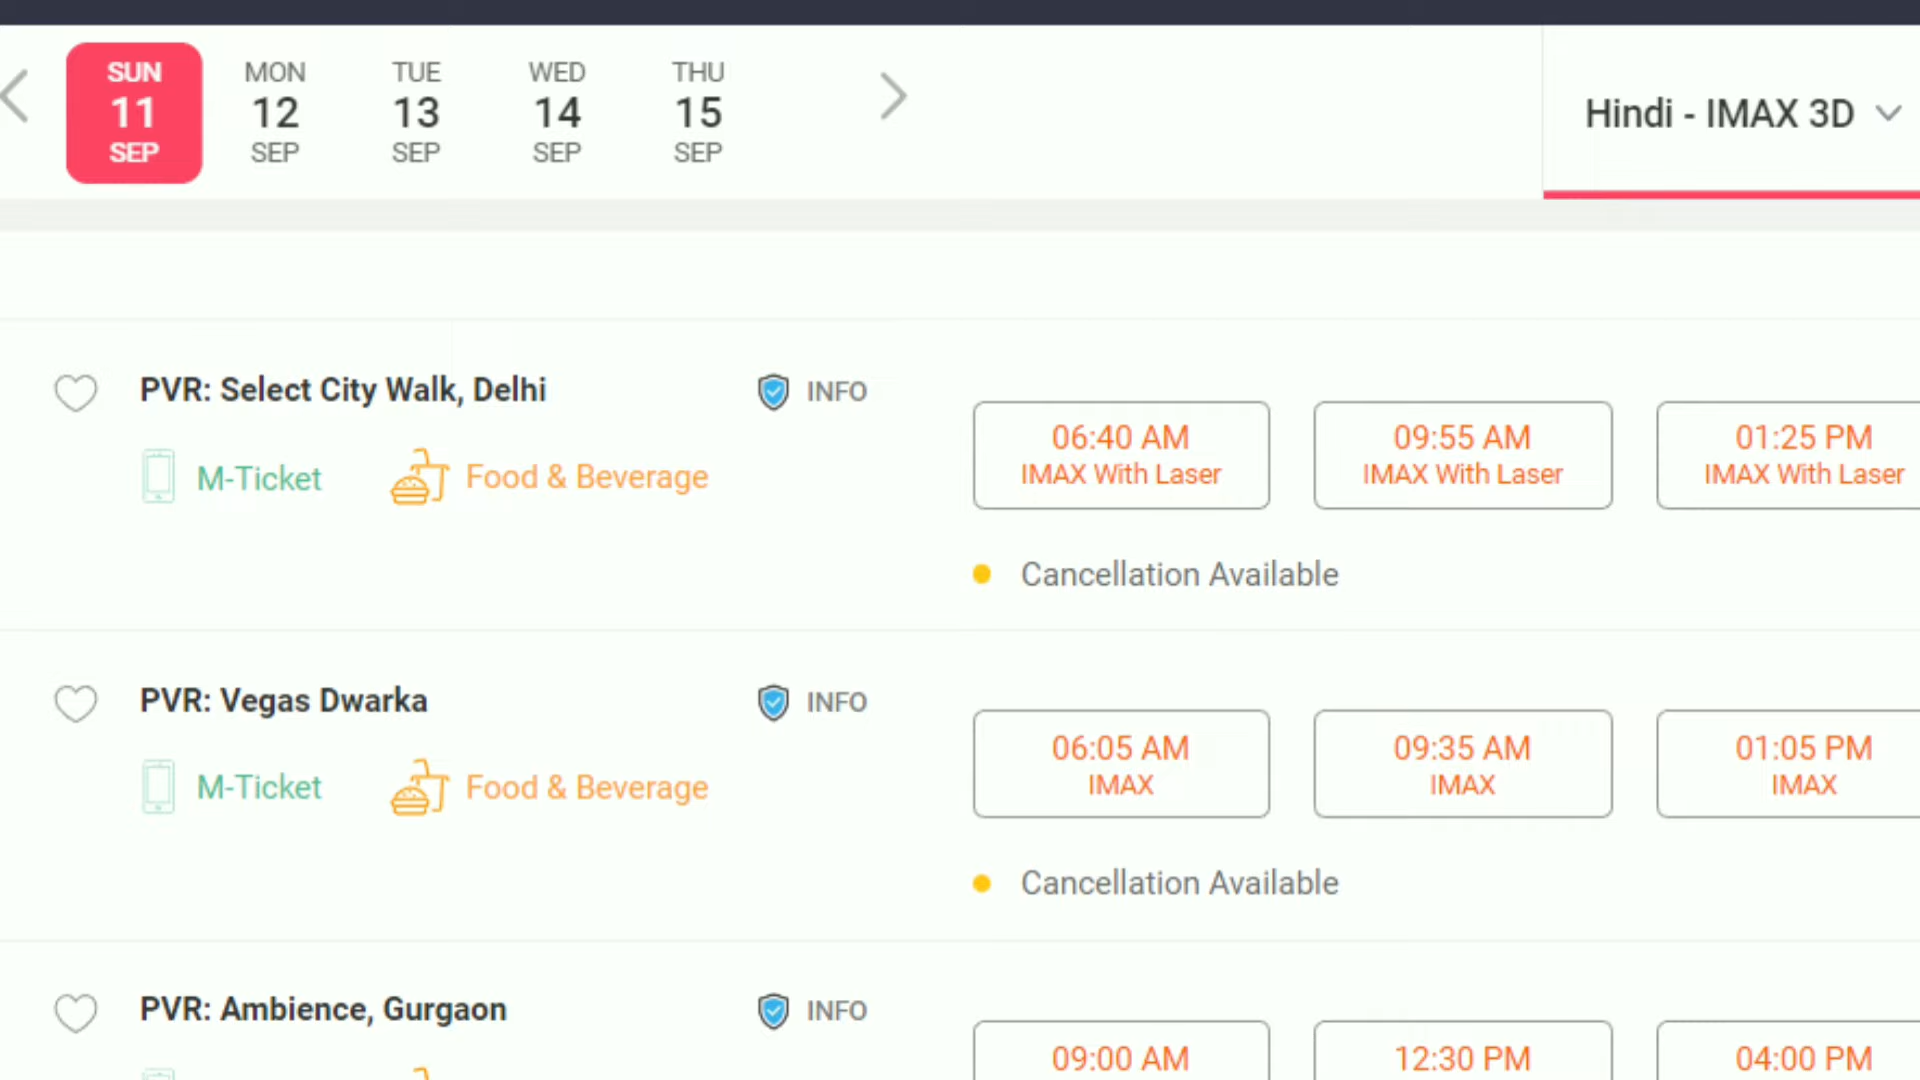 SUN
11
SEP
MON
12
SEP
TUE
13
SEP
WED
14
SEP
THU
15
SEP
Hindi - IMAX 3D
PVR: Select City Walk, Delhi
INFO
M-Ticket
Food & Beverage
06:40 AM
IMAX With Laser
09:55 AM
IMAX With Laser
01:25 PM
IMAX With Laser
Cancellation Available
PVR: Vegas Dwarka
INFO
M-Ticket
Food & Beverage
06:05 AM
IMAX
09:35 AM
IMAX
01:05 PM
IMAX
Cancellation Available
PVR: Ambience, Gurgaon
INFO
09:00 AM
12:30 PM
04:00 PM